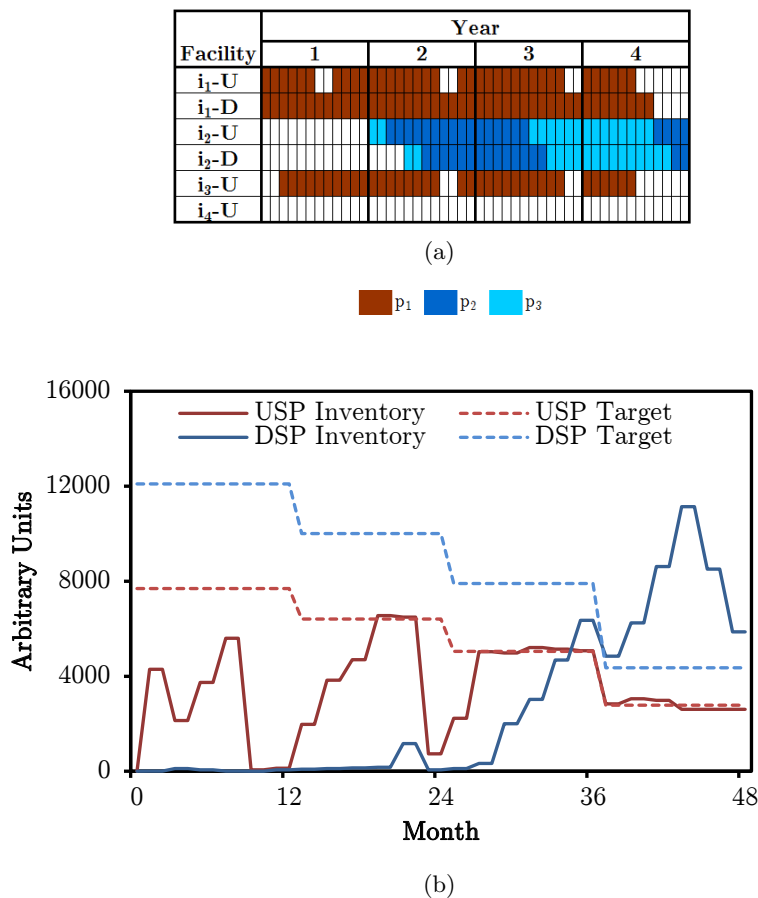 Year
Facility 1 2 3 4
i₁-U
i₁-D
i₂-U
i₂-D
i₃-U
i₄-U
(a)
p₁ p₂ p₃
16000
12000
8000
4000
0
Arbitrary Units
USP Inventory USP Target
DSP Inventory DSP Target
0 12 24 36 48
Month
(b)